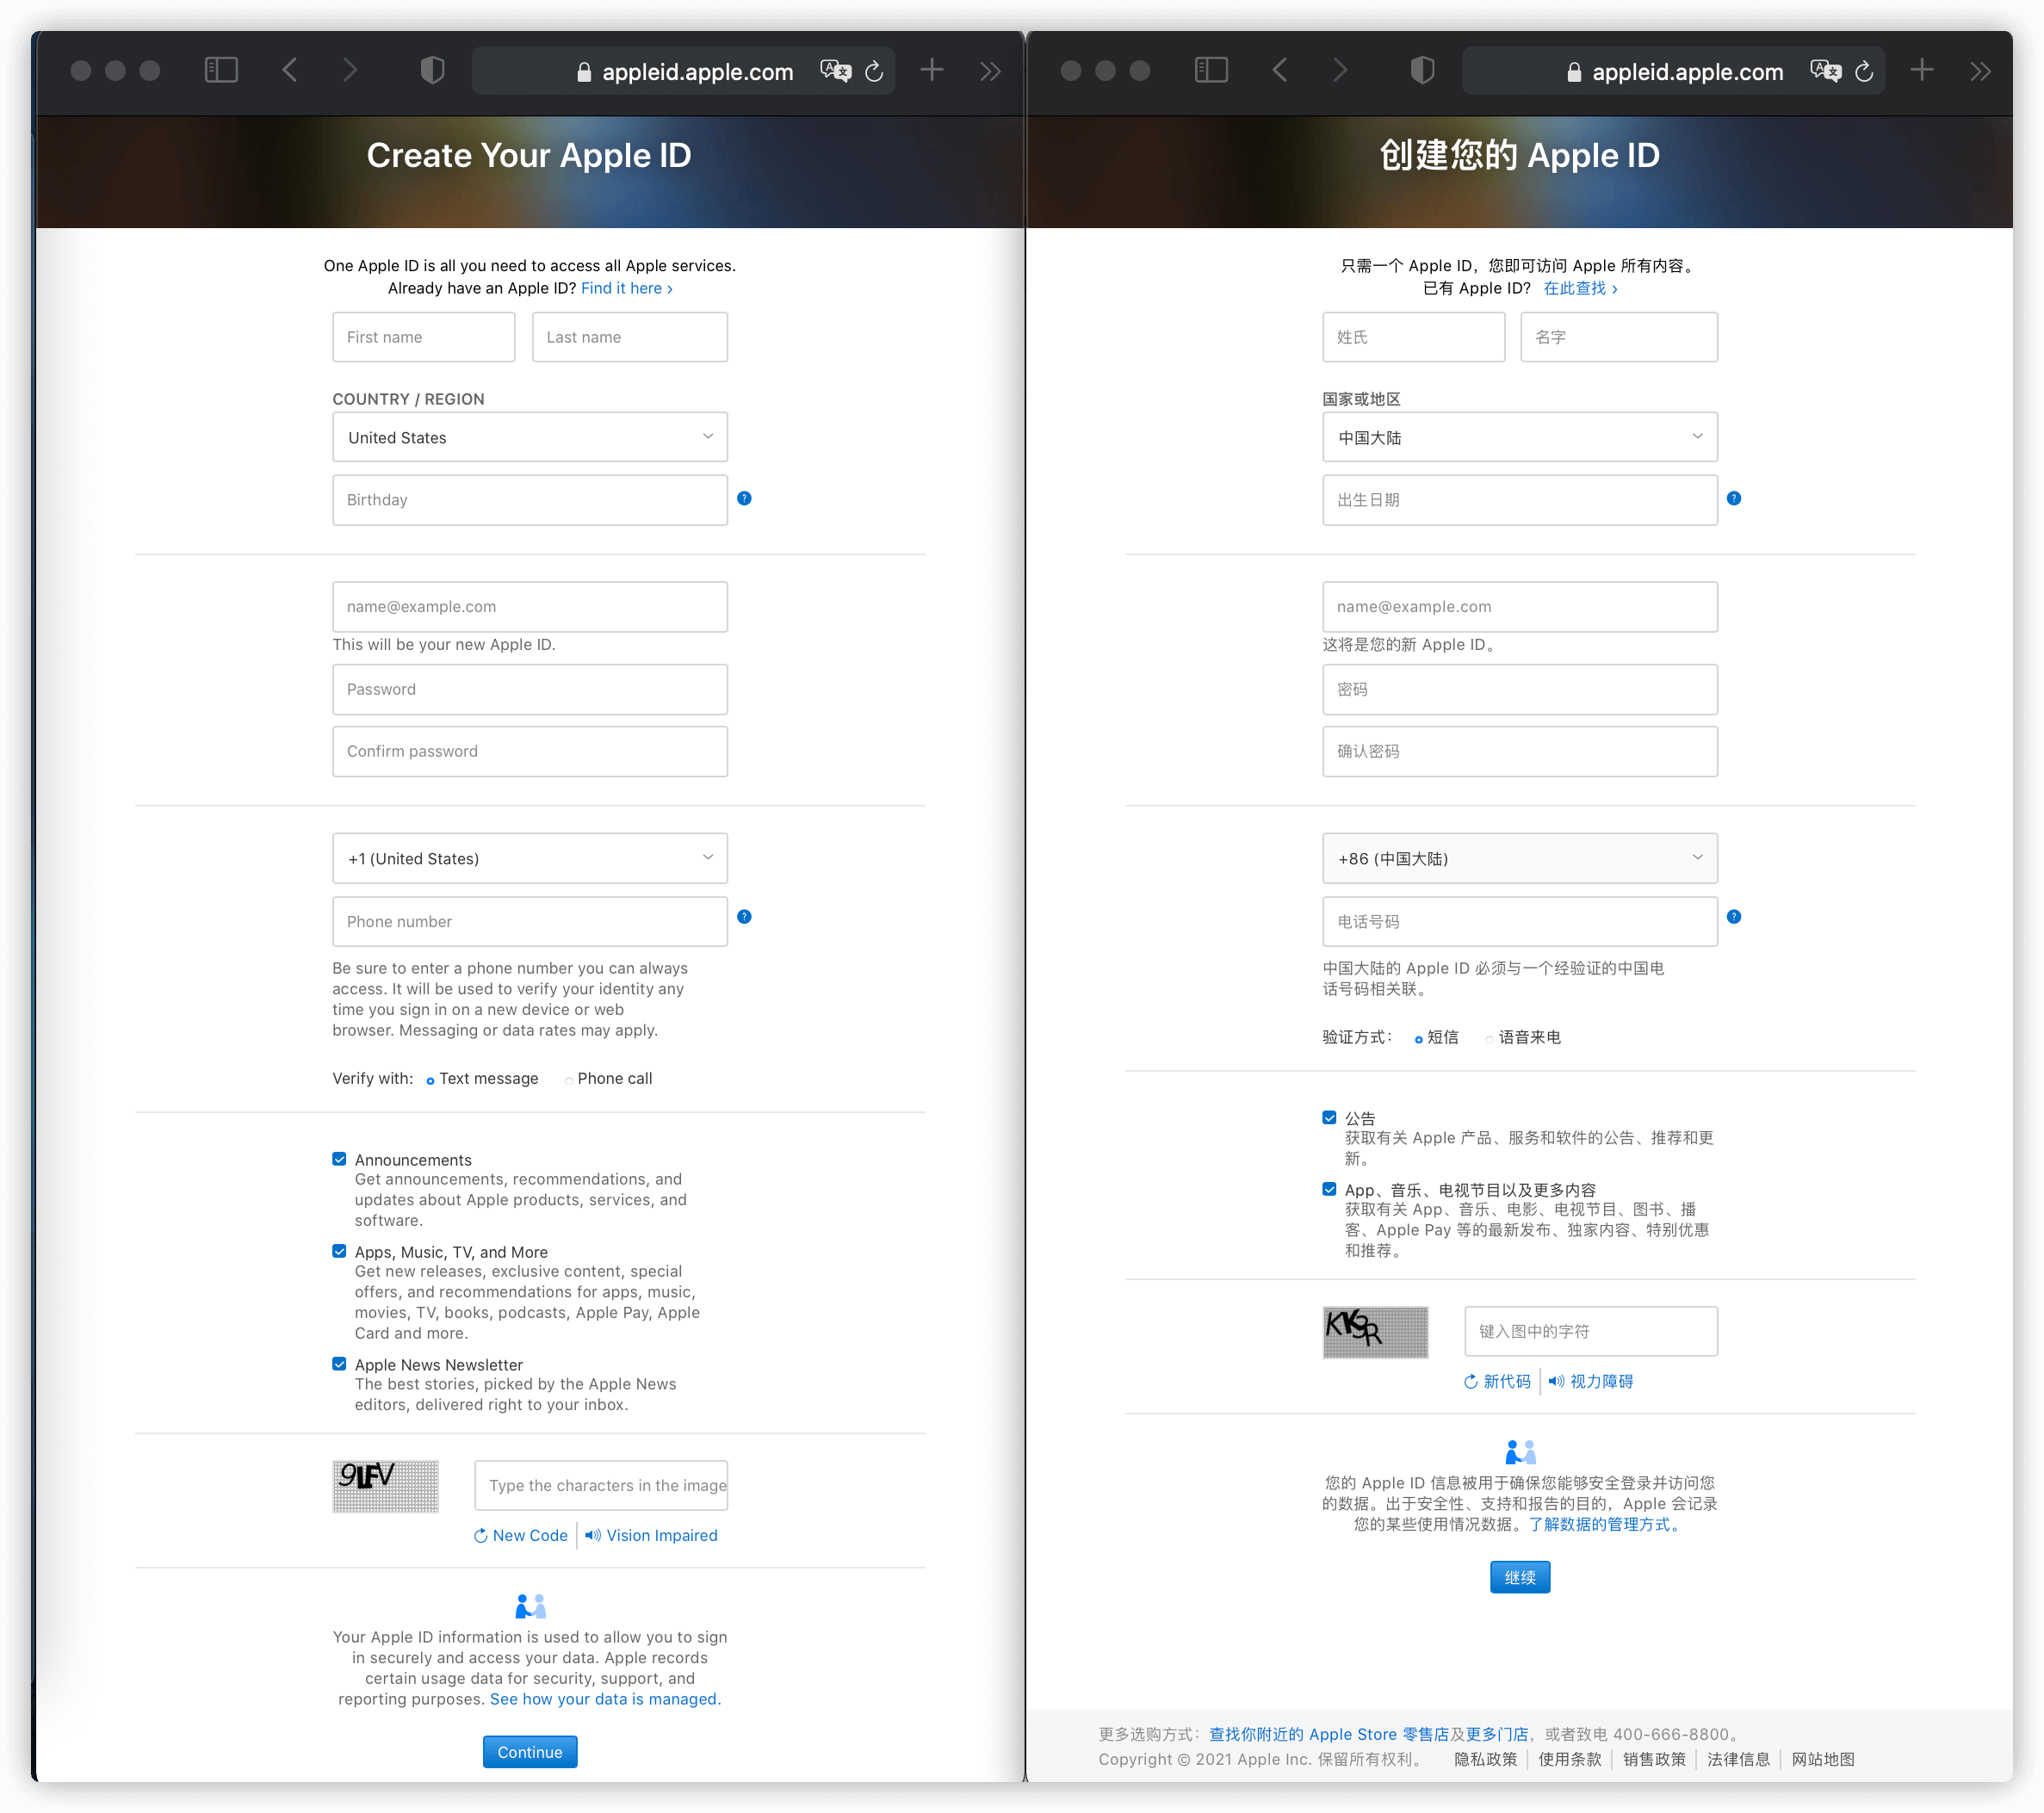 appleid.apple.com
Create Your Apple ID
One Apple ID is all you need to access all Apple services.
Already have an Apple ID? Find it here ›
First name
Last name
COUNTRY / REGION
United States
Birthday
?
name@example.com
This will be your new Apple ID.
Password
Confirm password
+1 (United States)
Phone number
?
Be sure to enter a phone number you can always
access. It will be used to verify your identity any
time you sign in on a new device or web
browser. Messaging or data rates may apply.
Verify with: Text message Phone call
Announcements
Get announcements, recommendations, and
updates about Apple products, services, and
software.
Apps, Music, TV, and More
Get new releases, exclusive content, special
offers, and recommendations for apps, music,
movies, TV, books, podcasts, Apple Pay, Apple
Card and more.
Apple News Newsletter
The best stories, picked by the Apple News
editors, delivered right to your inbox.
9LFV
Type the characters in the image
New Code
Vision Impaired
Your Apple ID information is used to allow you to sign
in securely and access your data. Apple records
certain usage data for security, support, and
reporting purposes. See how your data is managed.
Continue
appleid.apple.com
创建您的 Apple ID
只需一个 Apple ID，您即可访问 Apple 所有内容。
已有 Apple ID? 在此查找 ›
姓氏
名字
国家或地区
中国大陆
出生日期
?
name@example.com
这将是您的新 Apple ID。
密码
确认密码
+86 (中国大陆)
电话号码
?
中国大陆的 Apple ID 必须与一个经验证的中国电
话号码相关联。
验证方式： 短信 语音来电
公告
获取有关 Apple 产品、服务和软件的公告、推荐和更
新。
App、音乐、电视节目以及更多内容
获取有关 App、音乐、电影、电视节目、图书、播
客、Apple Pay 等的最新发布、独家内容、特别优惠
和推荐。
键入图中的字符
新代码
视力障碍
您的 Apple ID 信息被用于确保您能够安全登录并访问您
的数据。出于安全性、支持和报告的目的，Apple 会记录
您的某些使用情况数据。了解数据的管理方式。
继续
更多选购方式：查找你附近的 Apple Store 零售店及更多门店，或者致电 400-666-8800。
Copyright © 2021 Apple Inc. 保留所有权利。 隐私政策 使用条款 销售政策 法律信息 网站地图